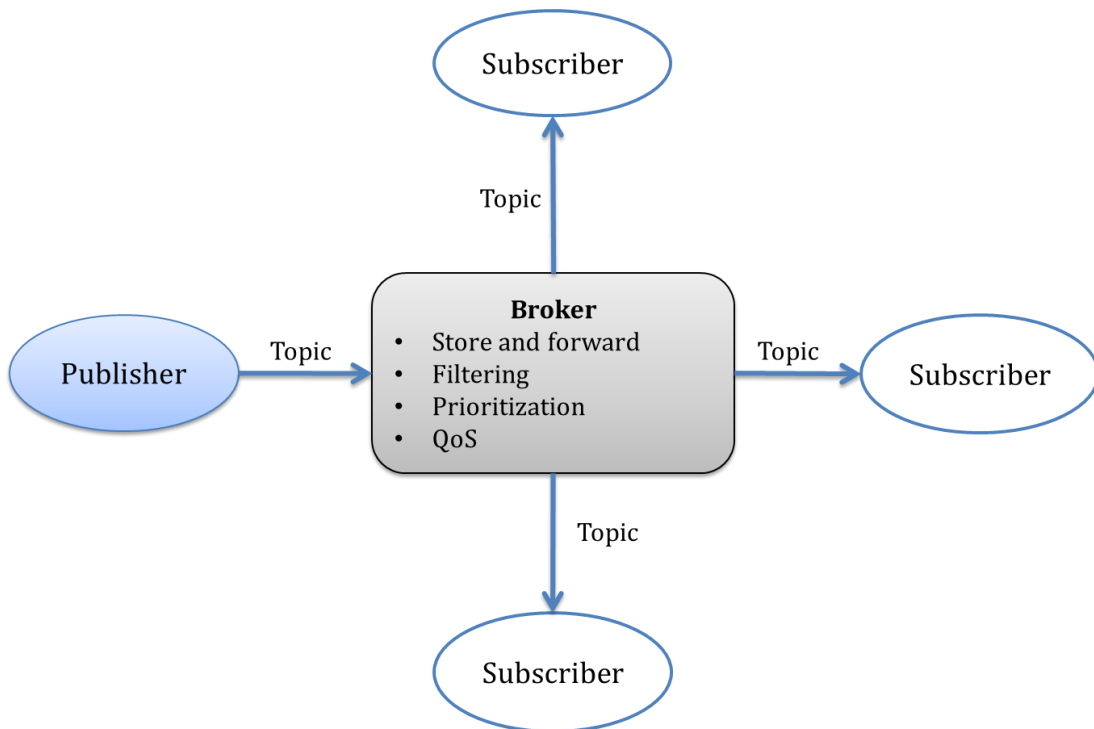 Subscriber
Topic
Broker
• Store and forward
• Filtering
• Prioritization
• QoS
Publisher
Topic
Topic
Subscriber
Topic
Subscriber